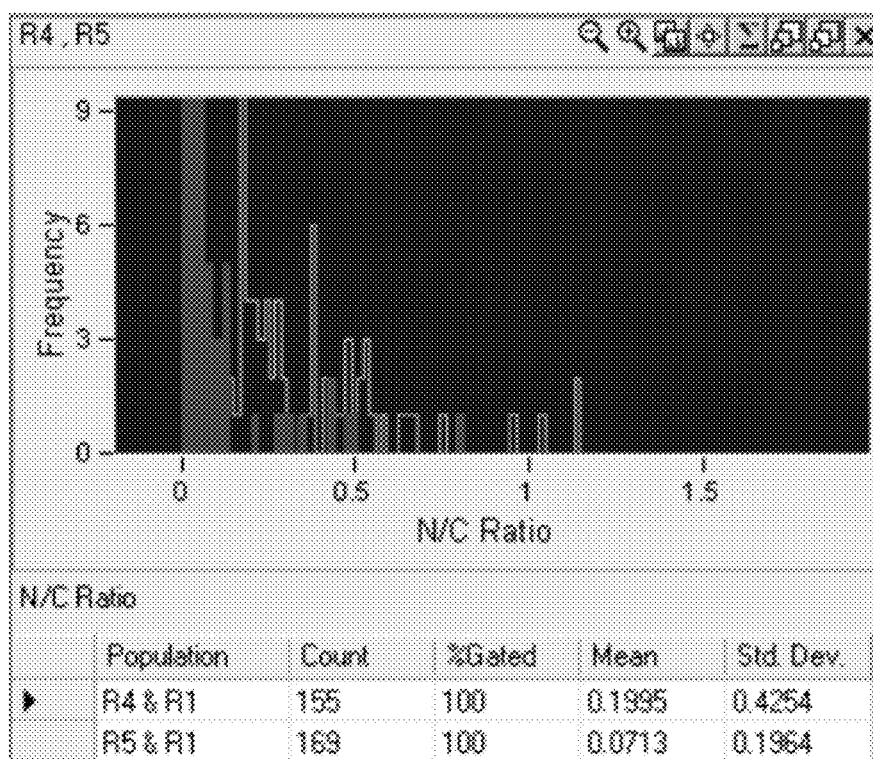 R4 , R5
9
6
3
0
Frequency
0 0.5 1 1.5
N/C Ratio
N/C Ratio
Population Count %Gated Mean Std. Dev.
R4 & R1 155 100 0.1995 0.4254
R5 & R1 169 100 0.0713 0.1964